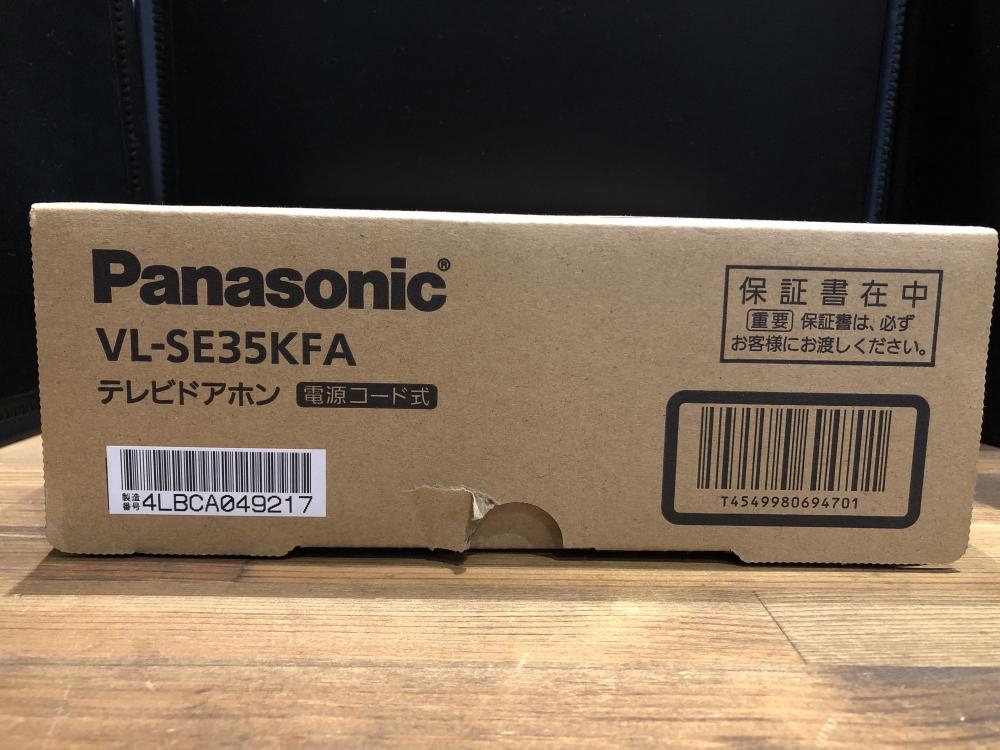 Panasonic®
VL-SE35KFA
テレビドアホン 電源コード式
製造番号 4LBCA049217
保証書在中
重要 保証書は、必ず
お客様にお渡しください。
T4549980694701